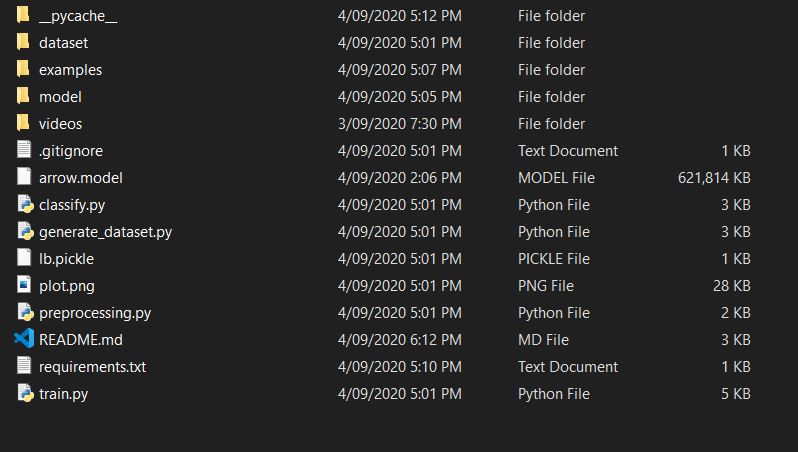 __pycache__ 4/09/2020 5:12 PM File folder
dataset 4/09/2020 5:01 PM File folder
examples 4/09/2020 5:07 PM File folder
model 4/09/2020 5:05 PM File folder
videos 3/09/2020 7:30 PM File folder
.gitignore 4/09/2020 5:01 PM Text Document 1 KB
arrow.model 4/09/2020 2:06 PM MODEL File 621,814 KB
classify.py 4/09/2020 5:01 PM Python File 3 KB
generate_dataset.py 4/09/2020 5:01 PM Python File 3 KB
lb.pickle 4/09/2020 5:01 PM PICKLE File 1 KB
plot.png 4/09/2020 5:01 PM PNG File 28 KB
preprocessing.py 4/09/2020 5:01 PM Python File 2 KB
README.md 4/09/2020 6:12 PM MD File 3 KB
requirements.txt 4/09/2020 5:10 PM Text Document 1 KB
train.py 4/09/2020 5:01 PM Python File 5 KB